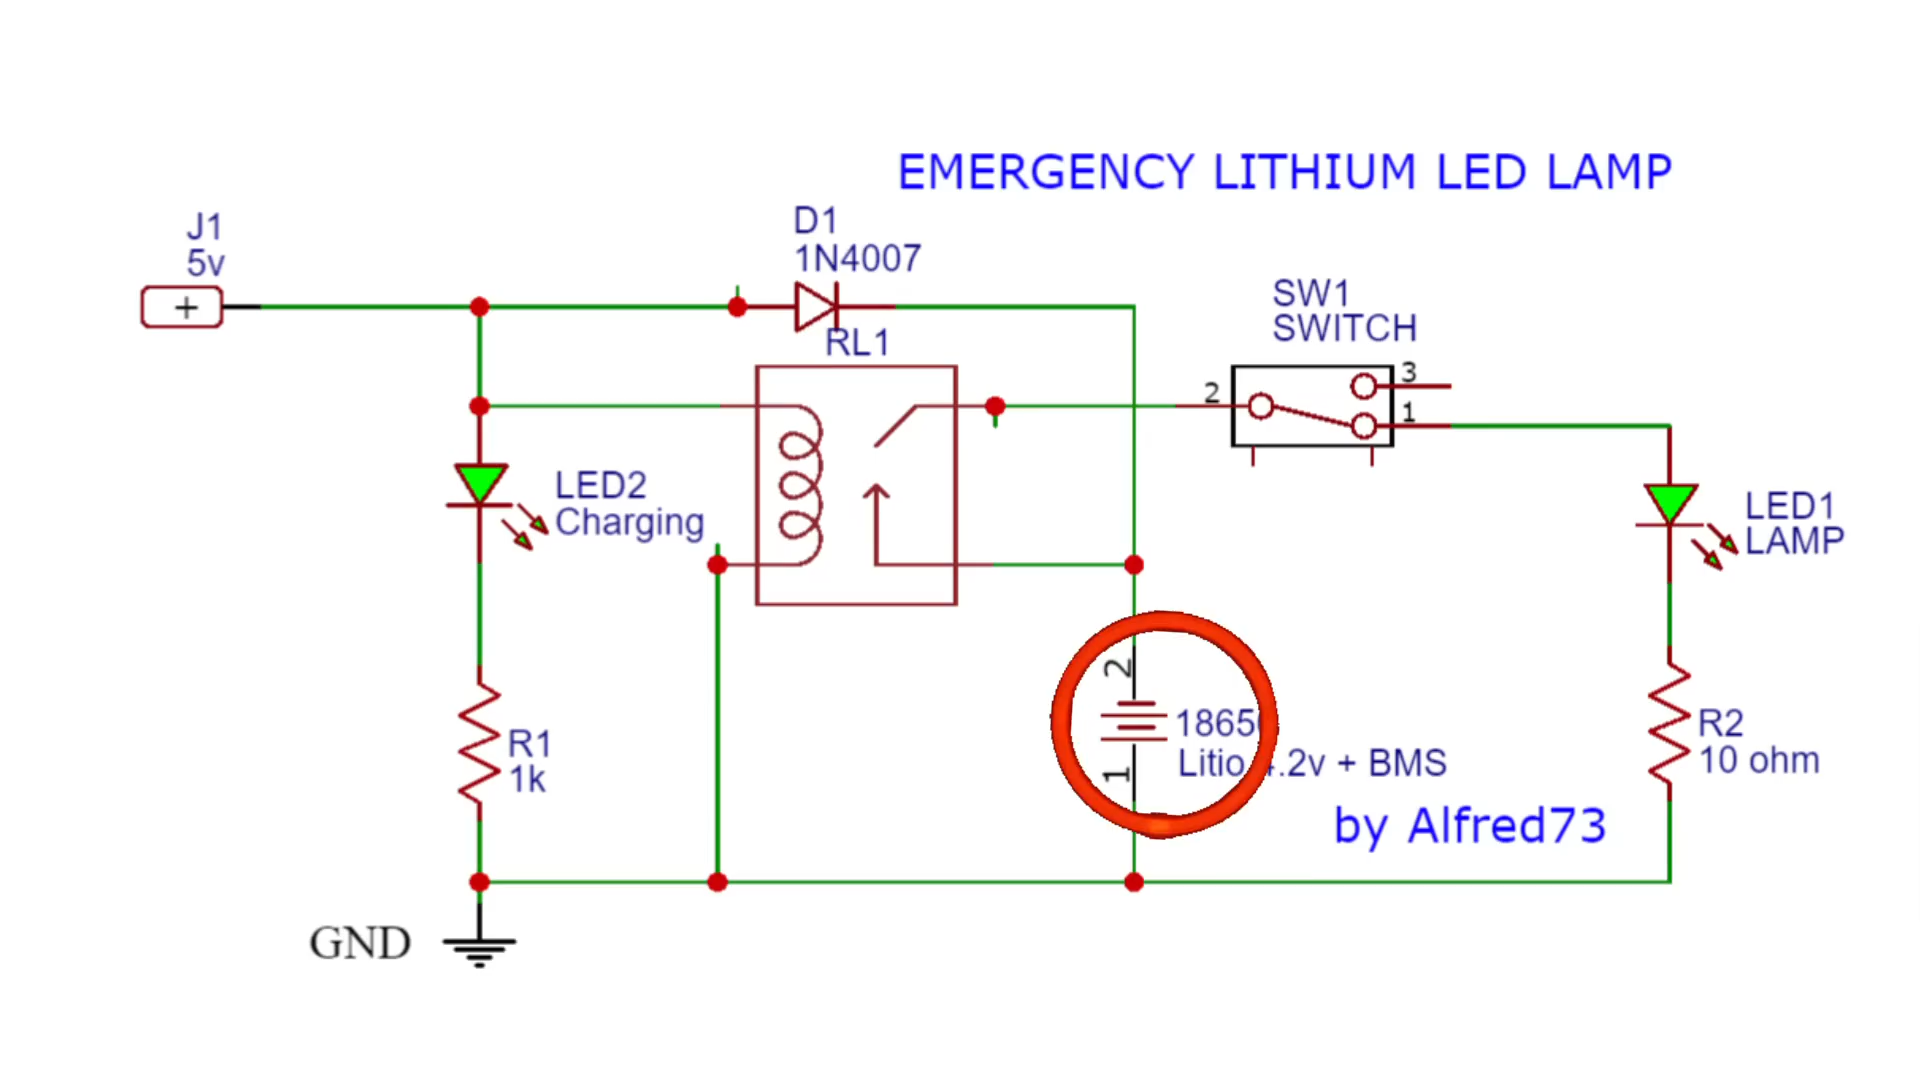 EMERGENCY LITHIUM LED LAMP
J1
5v
+
D1
1N4007
RL1
SW1
SWITCH
2
3
1
LED2
Charging
LED1
LAMP
2
1
Litio 4.2v + BMS
R1
1k
R2
10 ohm
by Alfred73
GND